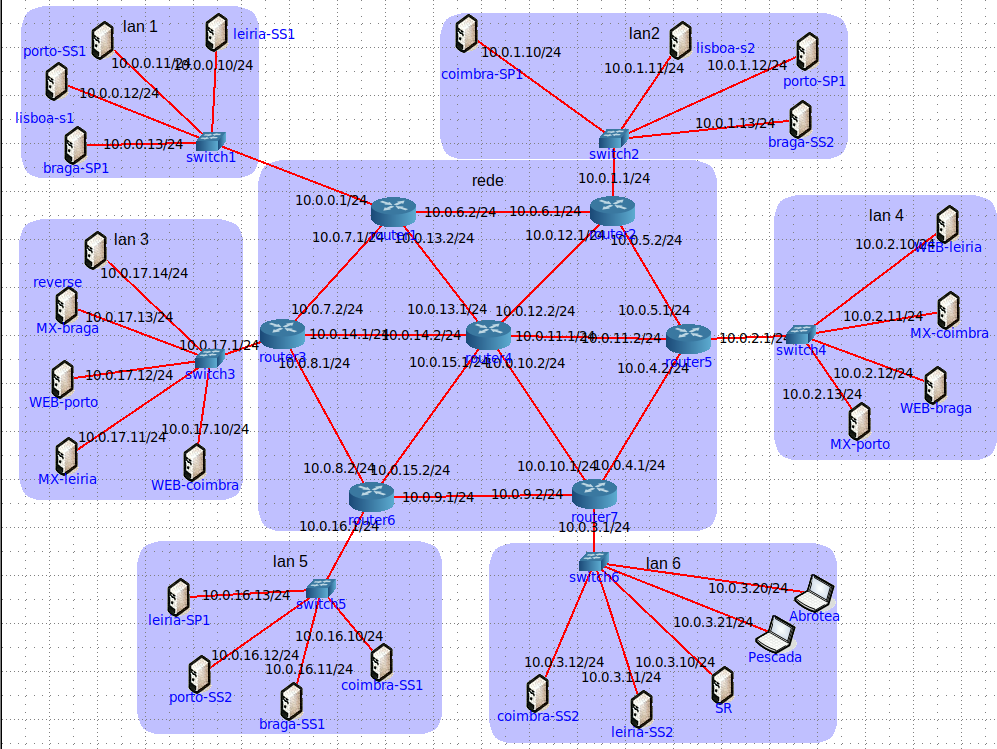 lan 1
porto-SS1
leiria-SS1
10.0.0.11/24
10.0.0.10/24
10.0.0.12/24
lisboa-s1
10.0.0.13/24
braga-SP1
switch1
lan2
10.0.1.10/24
coimbra-SP1
lisboa-s2
10.0.1.11/24
10.0.1.12/24
porto-SP1
10.0.1.13/24
braga-SS2
switch2
10.0.1.1/24
rede
10.0.0.1/24
10.0.6.2/24
10.0.6.1/24
router1
router2
10.0.7.1/24
10.0.13.2/24
10.0.12.1/24
10.0.5.2/24
10.0.7.2/24
10.0.13.1/24
10.0.12.2/24
10.0.5.1/24
10.0.14.1/24
10.0.14.2/24
10.0.11.1/24
10.0.11.2/24
10.0.2.1/24
router3
router4
router5
10.0.8.1/24
10.0.15.1/24
10.0.10.2/24
10.0.4.2/24
10.0.8.2/24
10.0.15.2/24
10.0.10.1/24
10.0.4.1/24
10.0.9.1/24
10.0.9.2/24
router6
router7
10.0.16.1/24
10.0.3.1/24
lan 3
10.0.17.14/24
reverse
10.0.17.13/24
MX-braga
10.0.17.1/24
switch3
10.0.17.12/24
WEB-porto
10.0.17.11/24
10.0.17.10/24
MX-leiria
WEB-coimbra
lan 4
10.0.2.10/24
WEB-leiria
10.0.2.11/24
MX-coimbra
switch4
10.0.2.12/24
10.0.2.13/24
WEB-braga
MX-porto
lan 5
10.0.16.13/24
switch5
leiria-SP1
10.0.16.10/24
10.0.16.12/24
10.0.16.11/24
coimbra-SS1
porto-SS2
braga-SS1
lan 6
switch6
10.0.3.20/24
Abrotea
10.0.3.21/24
Pescada
10.0.3.12/24
10.0.3.10/24
10.0.3.11/24
coimbra-SS2
SR
leiria-SS2